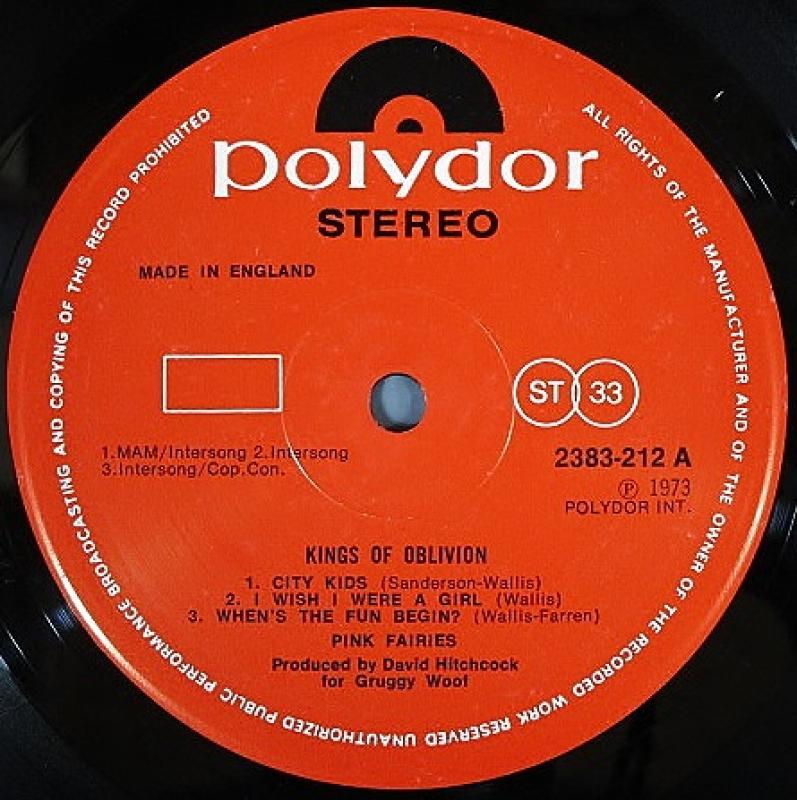 polydor
STEREO
MADE IN ENGLAND
ST 33
1.MAM/Intersong 2.Intersong
3.Intersong/Cop.Con.
2383-212 A
Ⓟ 1973
POLYDOR INT.
KINGS OF OBLIVION
1. CITY KIDS (Sanderson-Wallis)
2. I WISH I WERE A GIRL (Wallis)
3. WHEN'S THE FUN BEGIN? (Wallis-Farren)
PINK FAIRIES
Produced by David Hitchcock
for Gruggy Woof
ALL RIGHTS OF THE MANUFACTURER AND OF THE OWNER OF THE RECORDED WORK RESERVED UNAUTHORIZED PUBLIC PERFORMANCE BROADCASTING AND COPYING OF THIS RECORD PROHIBITED